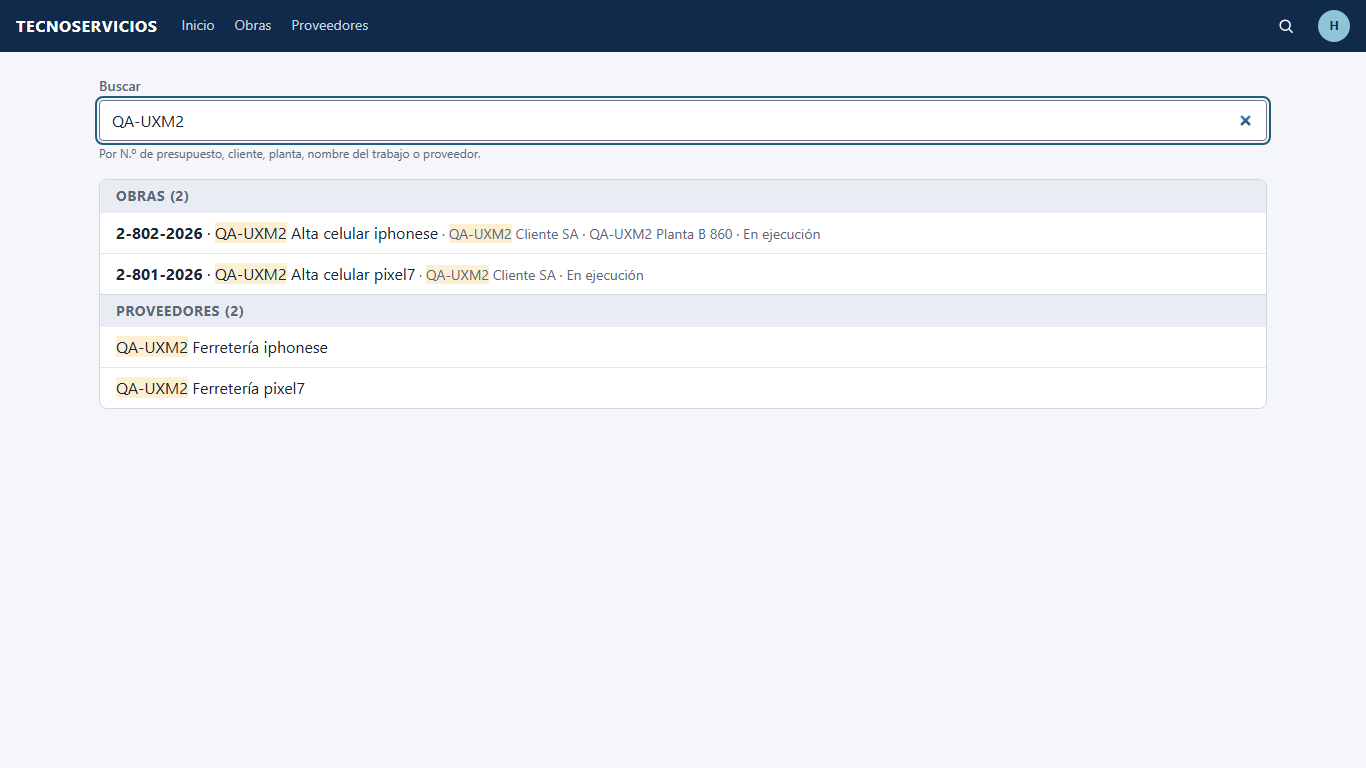 TECNOSERVICIOS Inicio Obras Proveedores H
Buscar
QA-UXM2
Por N.º de presupuesto, cliente, planta, nombre del trabajo o proveedor.
OBRAS (2)
2-802-2026 · QA-UXM2 Alta celular iphonese · QA-UXM2 Cliente SA · QA-UXM2 Planta B 860 · En ejecución
2-801-2026 · QA-UXM2 Alta celular pixel7 · QA-UXM2 Cliente SA · En ejecución
PROVEEDORES (2)
QA-UXM2 Ferretería iphonese
QA-UXM2 Ferretería pixel7